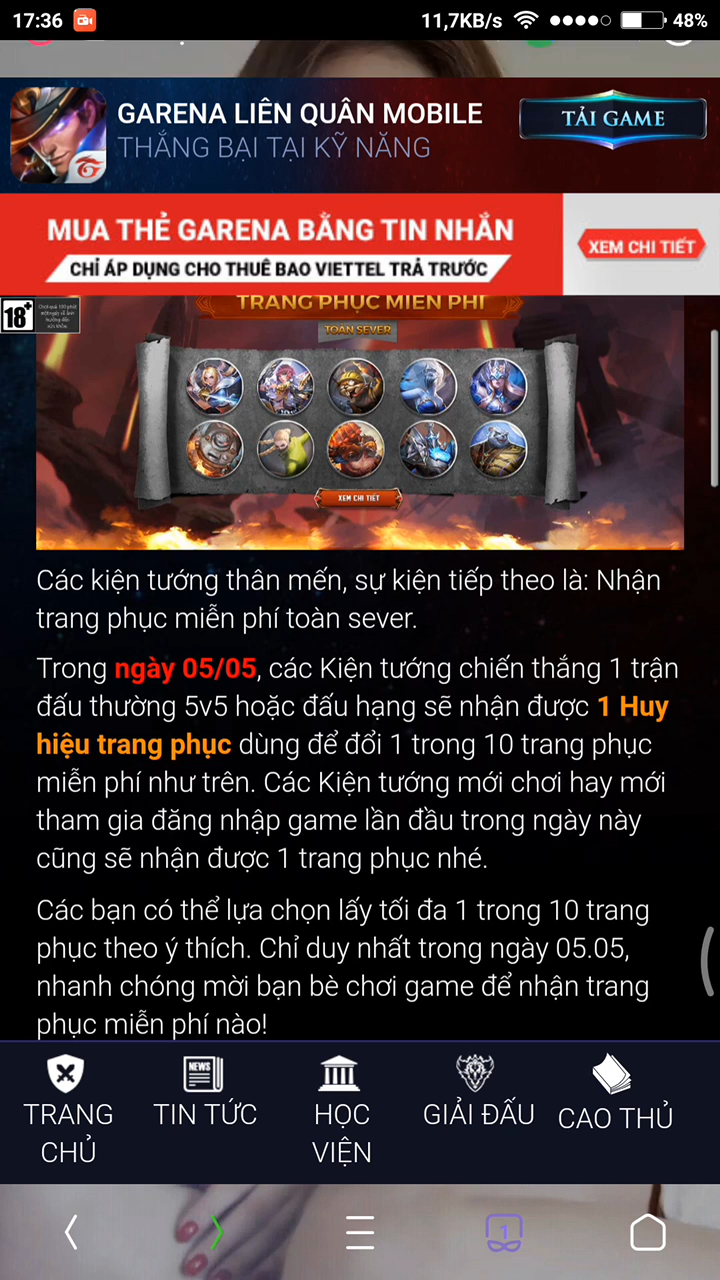 17:36
11,7KB/s
48%
GARENA LIÊN QUÂN MOBILE
THẮNG BẠI TẠI KỸ NĂNG
TẢI GAME
MUA THẺ GARENA BẰNG TIN NHẮN
CHỈ ÁP DỤNG CHO THUÊ BAO VIETTEL TRẢ TRƯỚC
XEM CHI TIẾT
18+
TRANG PHỤC MIỄN PHÍ
TOÀN SEVER
XEM CHI TIẾT
Các kiện tướng thân mến, sự kiện tiếp theo là: Nhận
trang phục miễn phí toàn sever.
Trong ngày 05/05, các Kiện tướng chiến thắng 1 trận
đấu thường 5v5 hoặc đấu hạng sẽ nhận được 1 Huy
hiệu trang phục dùng để đổi 1 trong 10 trang phục
miễn phí như trên. Các Kiện tướng mới chơi hay mới
tham gia đăng nhập game lần đầu trong ngày này
cũng sẽ nhận được 1 trang phục nhé.
Các bạn có thể lựa chọn lấy tối đa 1 trong 10 trang
phục theo ý thích. Chỉ duy nhất trong ngày 05.05,
nhanh chóng mời bạn bè chơi game để nhận trang
phục miễn phí nào!
NEWS
TRANG
CHỦ
TIN TỨC
HỌC
VIỆN
GIẢI ĐẤU
CAO THỦ
1